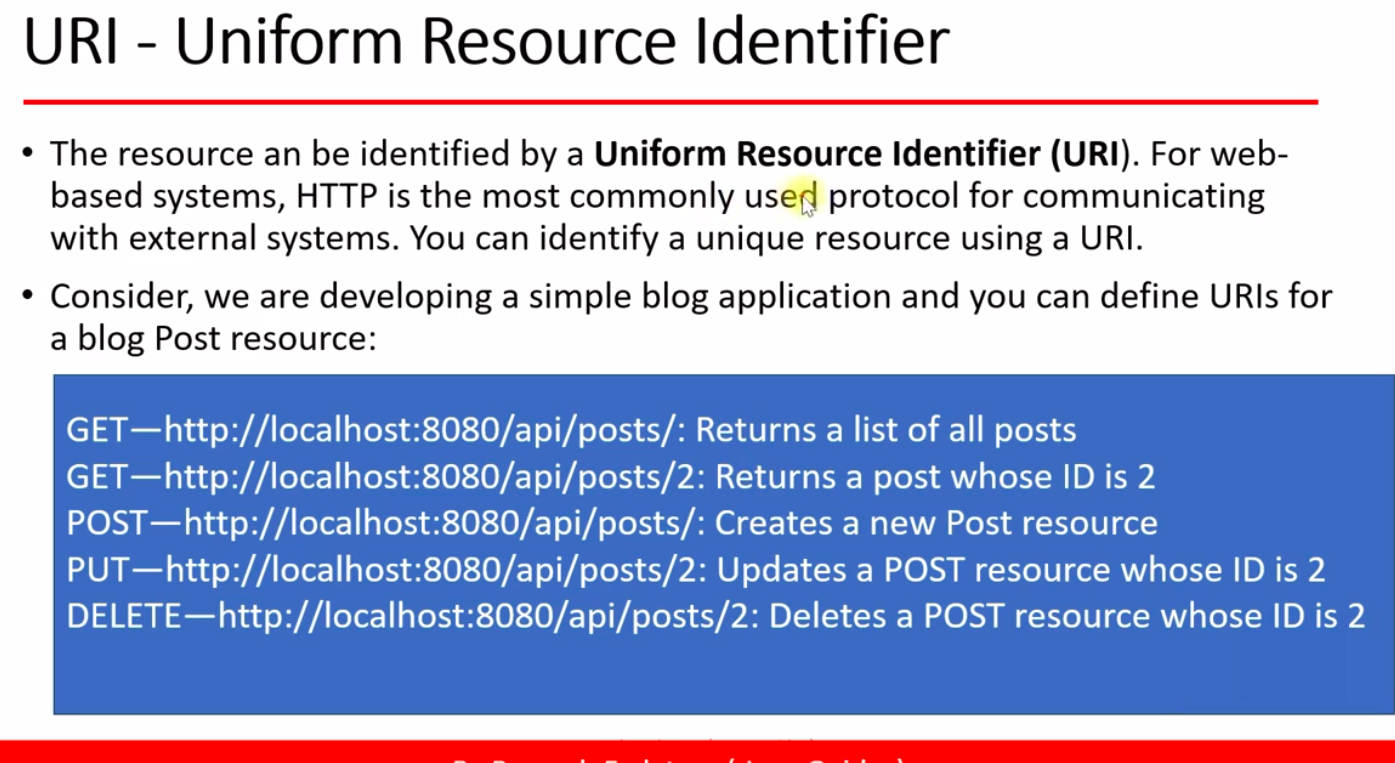 URI - Uniform Resource Identifier
• The resource an be identified by a Uniform Resource Identifier (URI). For web-
based systems, HTTP is the most commonly used protocol for communicating
with external systems. You can identify a unique resource using a URI.
• Consider, we are developing a simple blog application and you can define URIs for
a blog Post resource:
GET—http://localhost:8080/api/posts/: Returns a list of all posts
GET—http://localhost:8080/api/posts/2: Returns a post whose ID is 2
POST—http://localhost:8080/api/posts/: Creates a new Post resource
PUT—http://localhost:8080/api/posts/2: Updates a POST resource whose ID is 2
DELETE—http://localhost:8080/api/posts/2: Deletes a POST resource whose ID is 2